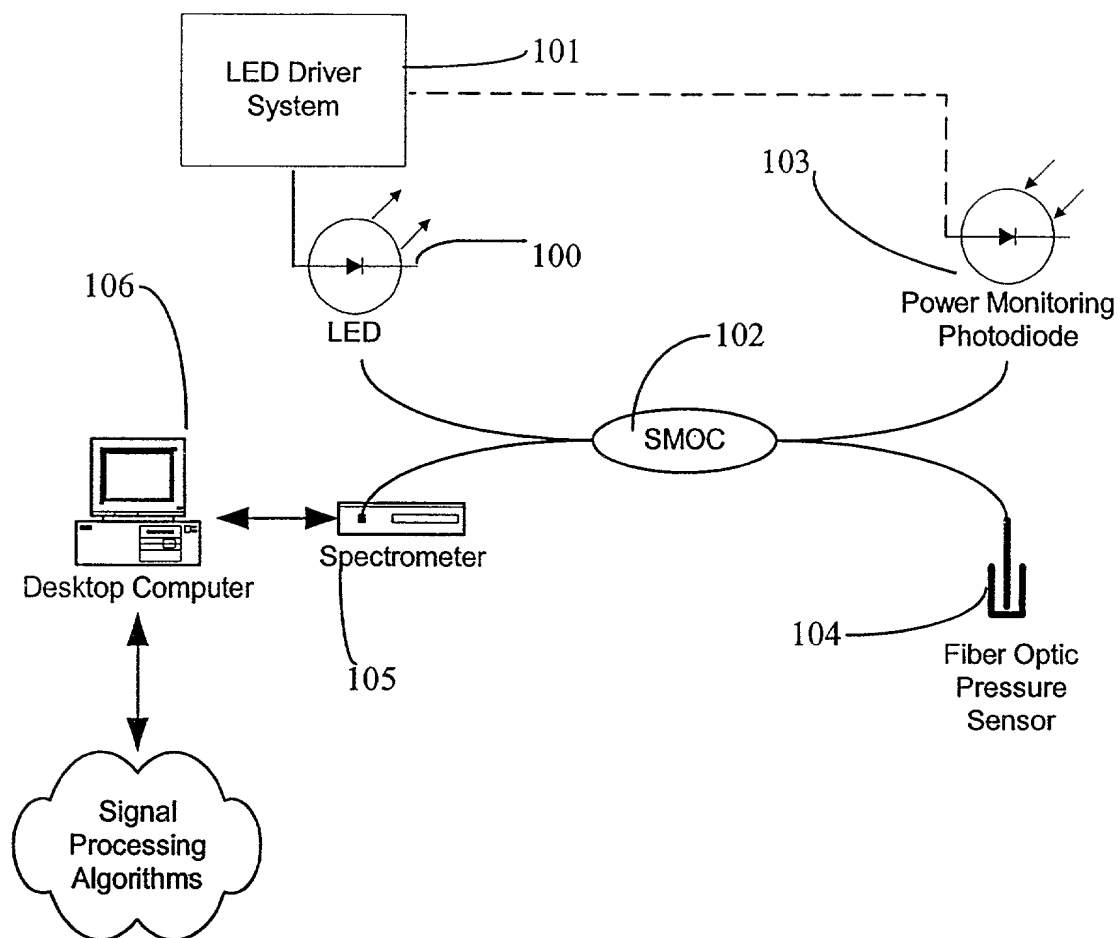 LED Driver
System
101
103
100
LED
Power Monitoring
Photodiode
106
102
SMOC
Spectrometer
Desktop Computer
105
104
Fiber Optic
Pressure
Sensor
Signal
Processing
Algorithms